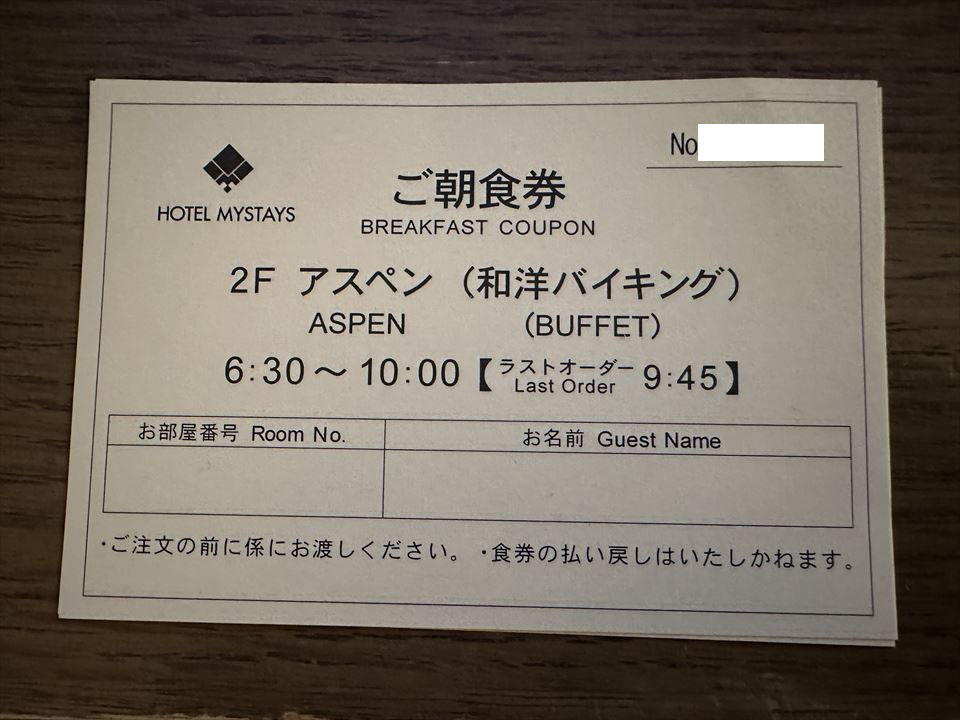 No
HOTEL MYSTAYS
ご朝食券
BREAKFAST COUPON
2F アスペン (和洋バイキング)
ASPEN (BUFFET)
6:30~10:00【ラストオーダー Last Order 9:45】
お部屋番号 Room No. お名前 Guest Name
・ご注文の前に係にお渡しください。 ・食券の払い戻しはいたしかねます。